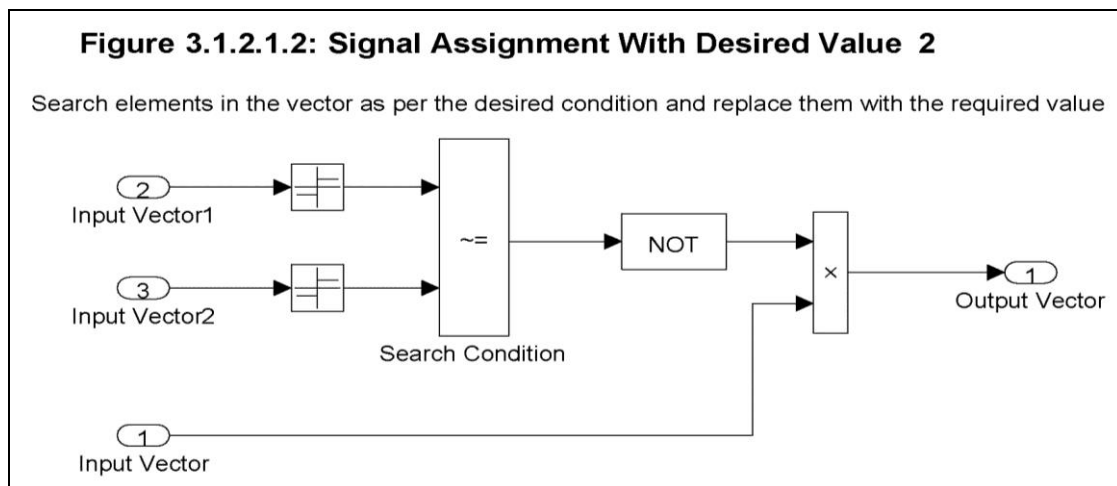 Figure 3.1.2.1.2: Signal Assignment With Desired Value 2
Search elements in the vector as per the desired condition and replace them with the required value
2
Input Vector1
~=
NOT
×
1
Output Vector
3
Input Vector2
Search Condition
1
Input Vector